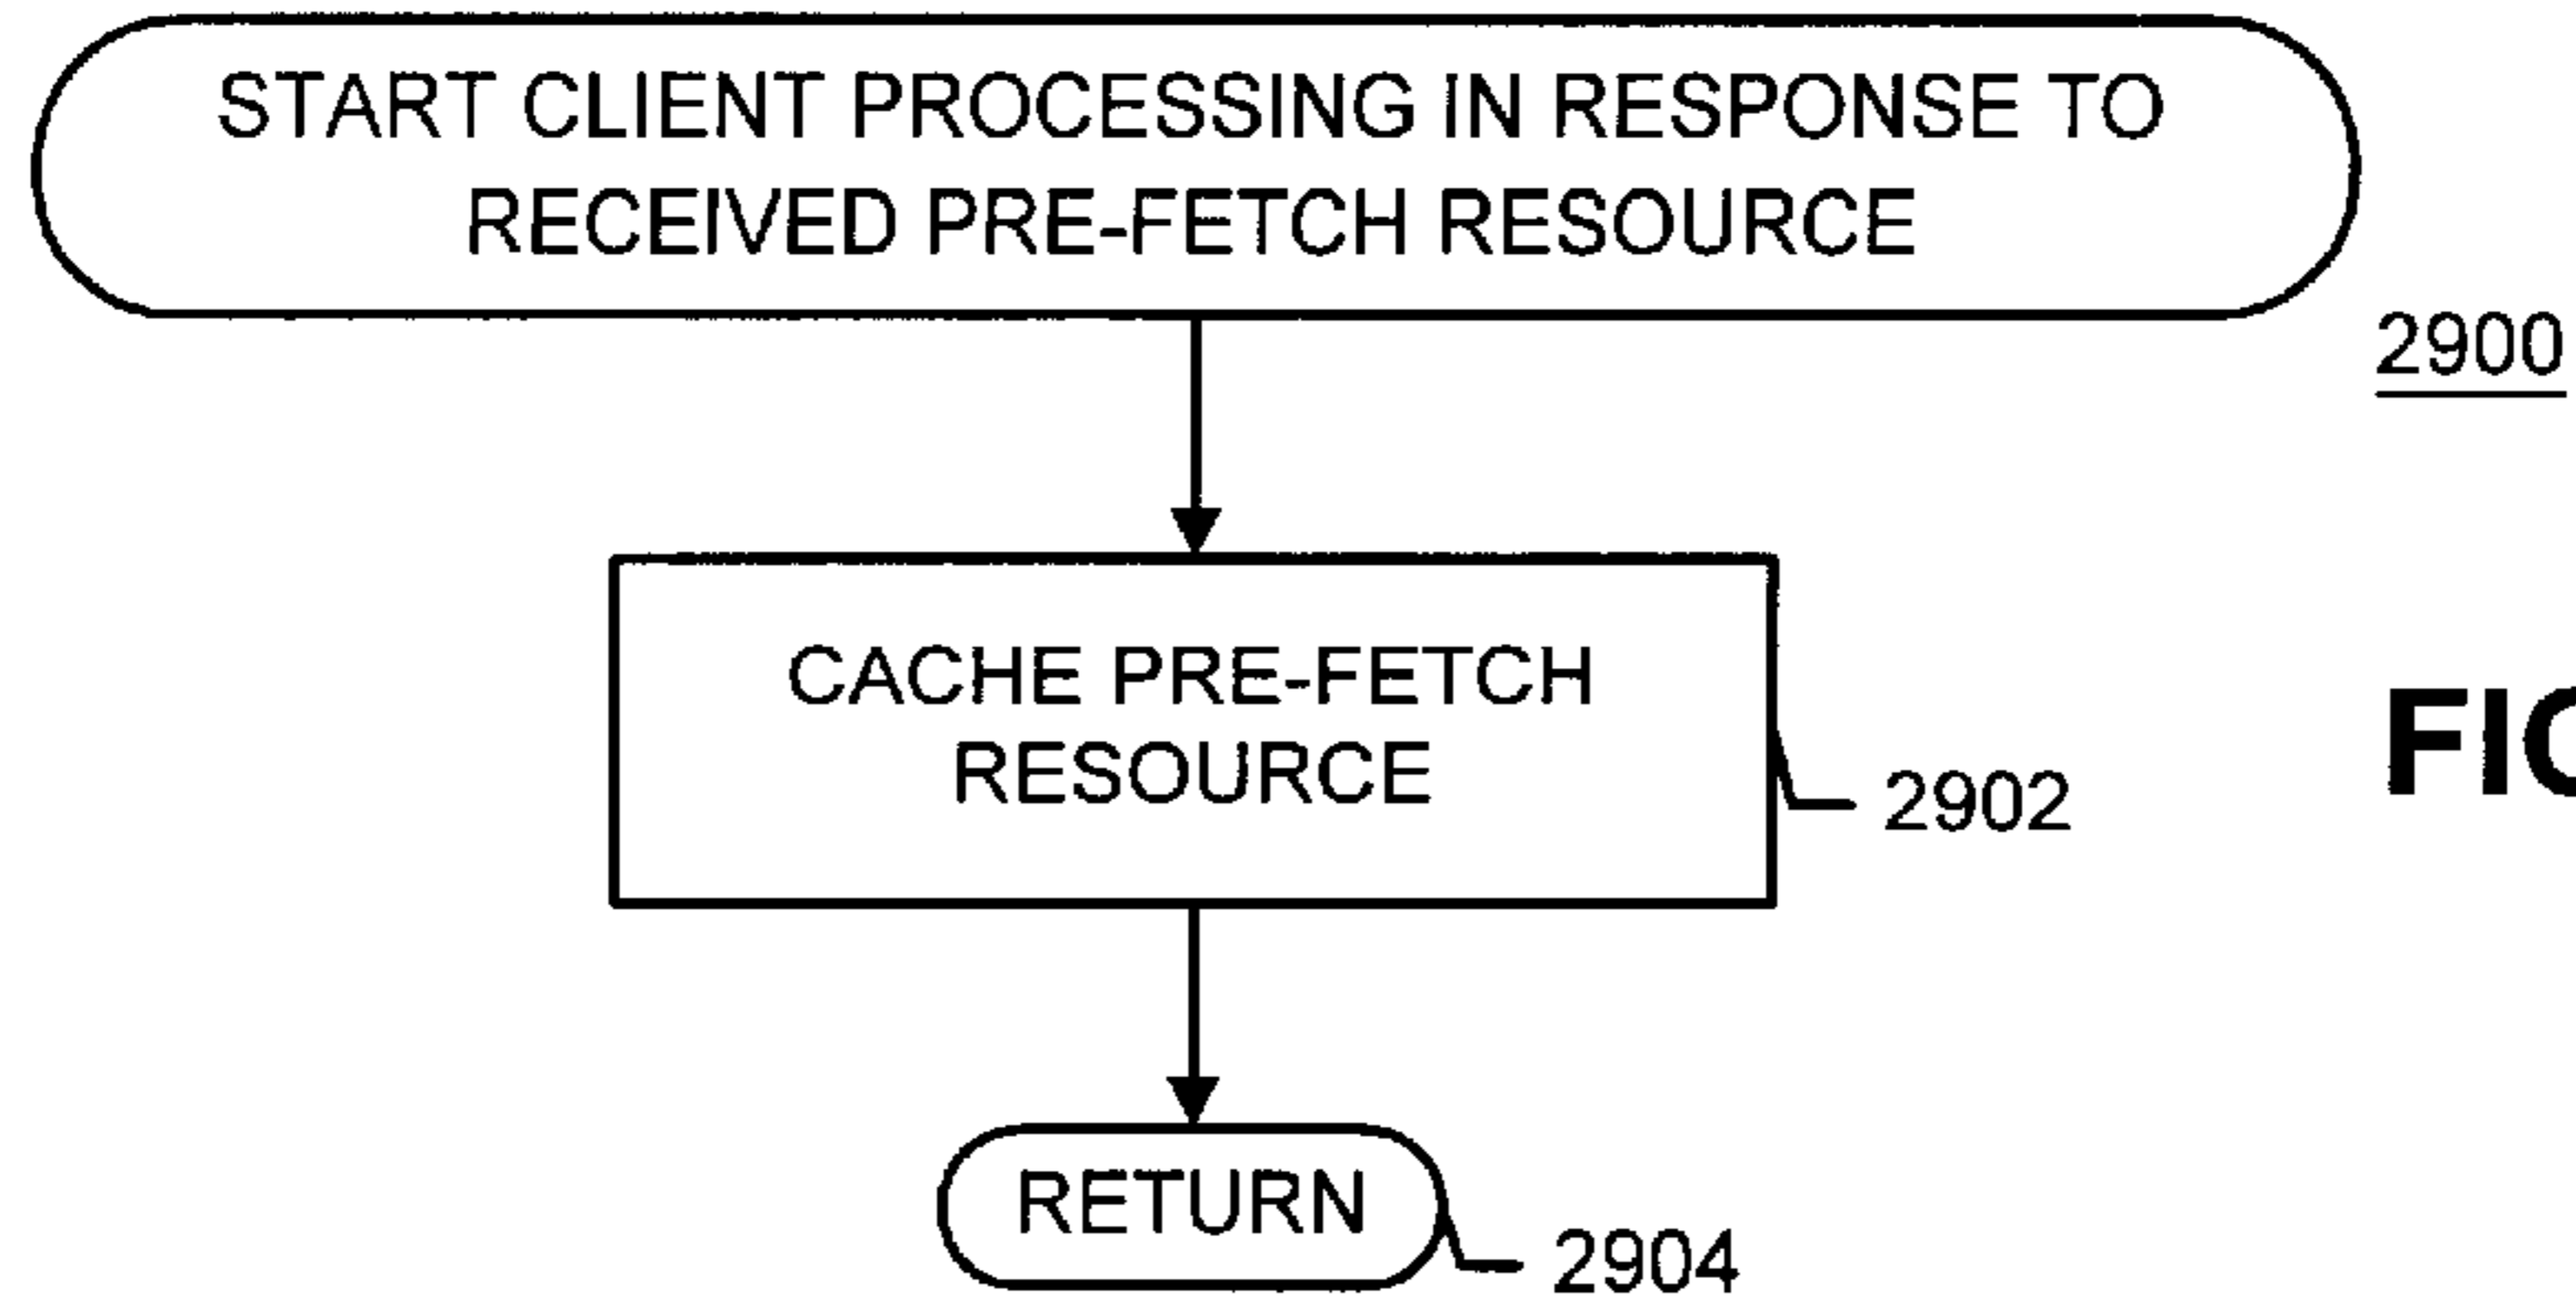 START CLIENT PROCESSING IN RESPONSE TO
RECEIVED PRE-FETCH RESOURCE
2900
CACHE PRE-FETCH
RESOURCE
2902
RETURN
2904